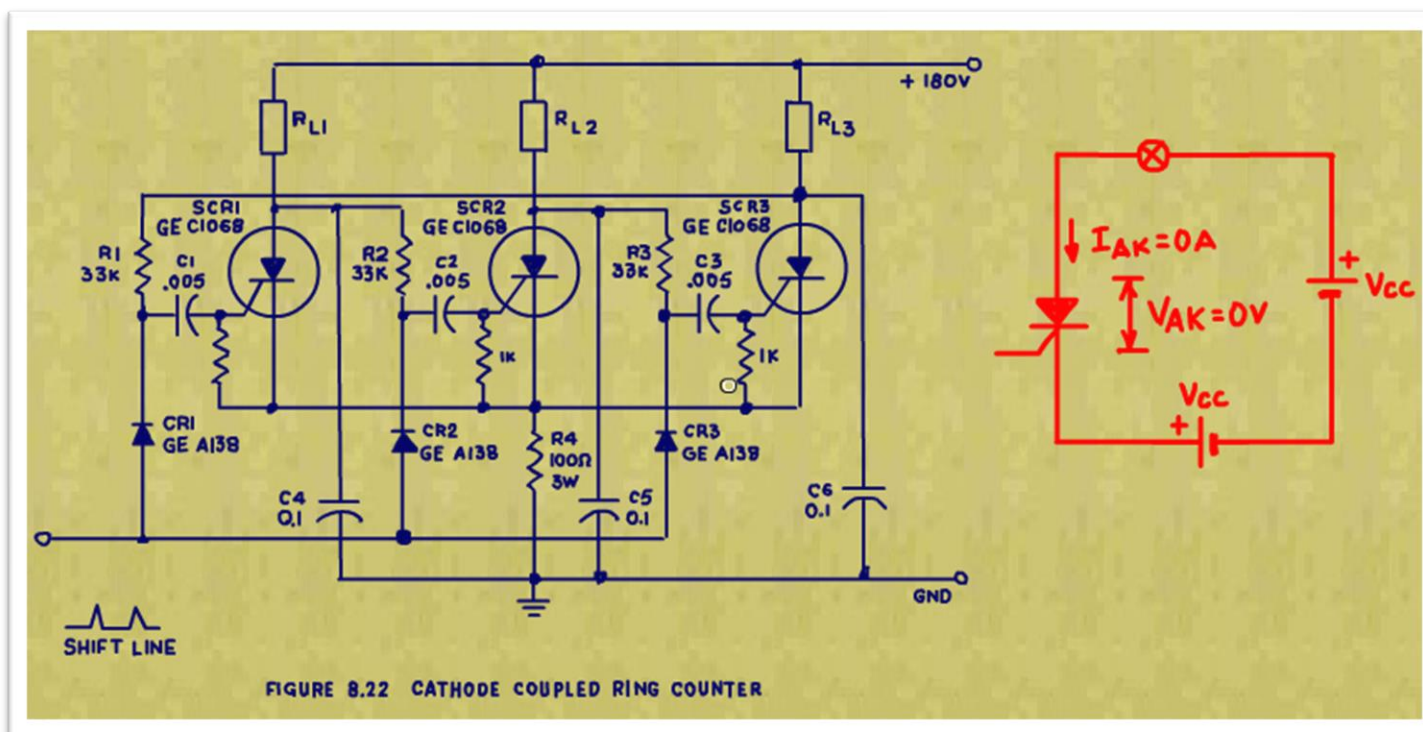 + 180V
RL1
RL2
RL3
SCR1
GE C106B
SCR2
GE C106B
SCR3
GE C106B
R1
33K
C1
.005
R2
33K
C2
.005
R3
33K
C3
.005
1K
1K
CR1
GE A13B
CR2
GE A13B
R4
100Ω
3W
CR3
GE A13B
C4
0.1
C5
0.1
C6
0.1
GND
SHIFT LINE
FIGURE 8.22 CATHODE COUPLED RING COUNTER
IAK=0A
VAK=0V
+
VCC
VCC
+